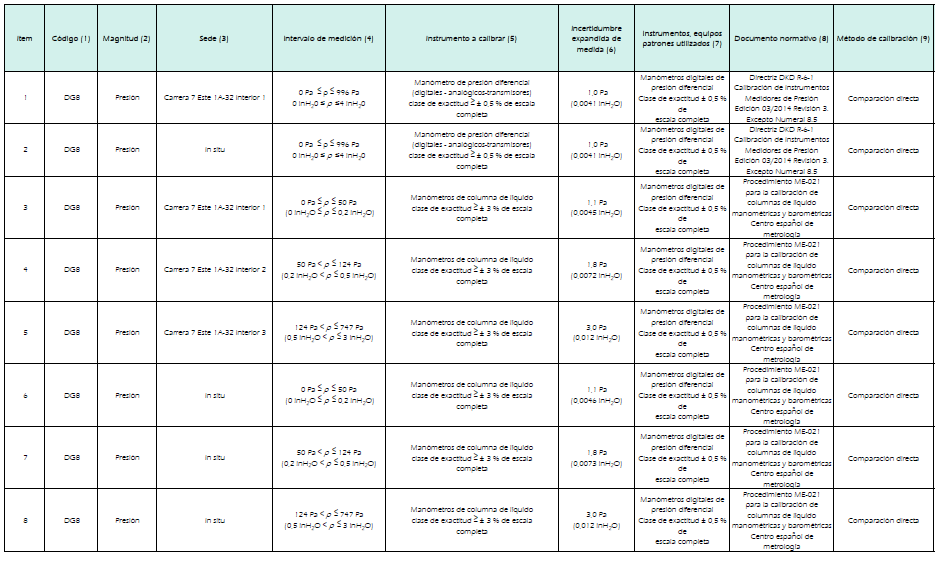 Item
Código (1)
Magnitud (2)
Sede (3)
Intervalo de medición (4)
Instrumento a calibrar (5)
Incertidumbre
expandida de
medida (6)
Instrumentos, equipos
patrones utilizados (7)
Documento normativo (8)
Método de calibración (9)
1
DG8
Presión
Carrera 7 Este 1A-32 Interior 1
0 Pa ≤ p ≤ 996 Pa
0 inH20 ≤ p ≤4 inH20
Manómetro de presión diferencial
(digitales - analógicos-transmisores)
clase de exactitud ≥ ± 0,5 % de escala
completa
1,0 Pa
(0,0041 inH2O)
Manómetros digitales de
presión diferencial
Clase de exactitud ± 0,5 %
de
escala completa
Directriz DKD R-6-1
Calibración de Instrumentos
Medidores de Presión
Edición 03/2014 Revisión 3.
Excepto Numeral 8.5
Comparación directa
2
DG8
Presión
In situ
0 Pa ≤ p ≤ 996 Pa
0 inH20 ≤ p ≤4 inH20
Manómetro de presión diferencial
(digitales - analógicos-transmisores)
clase de exactitud ≥ ± 0,5 % de escala
completa
1,0 Pa
(0,0041 inH2O)
Manómetros digitales de
presión diferencial
Clase de exactitud ± 0,5 %
de
escala completa
Directriz DKD R-6-1
Calibración de Instrumentos
Medidores de Presión
Edición 03/2014 Revisión 3.
Excepto Numeral 8.5
Comparación directa
3
DG8
Presión
Carrera 7 Este 1A-32 Interior 1
0 Pa ≤ p ≤ 50 Pa
(0 inH2O ≤ p ≤ 0,2 inH2O)
Manómetros de columna de líquido
clase de exactitud ≥ ± 3 % de escala
completa
1,1 Pa
(0,0045 inH2O)
Manómetros digitales de
presión diferencial
Clase de exactitud ± 0,5 %
de
escala completa
Procedimiento ME-021
para la calibración de
columnas de líquido
manométricas y barométricas
Centro español de
metrología
Comparación directa
4
DG8
Presión
Carrera 7 Este 1A-32 Interior 2
50 Pa < p ≤ 124 Pa
(0,2 inH2O < p ≤ 0,5 inH2O)
Manómetros de columna de líquido
clase de exactitud ≥ ± 3 % de escala
completa
1,8 Pa
(0,0072 inH2O)
Manómetros digitales de
presión diferencial
Clase de exactitud ± 0,5 %
de
escala completa
Procedimiento ME-021
para la calibración de
columnas de líquido
manométricas y barométricas
Centro español de
metrología
Comparación directa
5
DG8
Presión
Carrera 7 Este 1A-32 Interior 3
124 Pa < p ≤ 747 Pa
(0,5 inH2O < p ≤ 3 inH2O)
Manómetros de columna de líquido
clase de exactitud ≥ ± 3 % de escala
completa
3,0 Pa
(0,012 inH2O)
Manómetros digitales de
presión diferencial
Clase de exactitud ± 0,5 %
de
escala completa
Procedimiento ME-021
para la calibración de
columnas de líquido
manométricas y barométricas
Centro español de
metrología
Comparación directa
6
DG8
Presión
In situ
0 Pa ≤ p ≤ 50 Pa
(0 inH2O ≤ p ≤ 0,2 inH2O)
Manómetros de columna de líquido
clase de exactitud ≥ ± 3 % de escala
completa
1,1 Pa
(0,0046 inH2O)
Manómetros digitales de
presión diferencial
Clase de exactitud ± 0,5 %
de
escala completa
Procedimiento ME-021
para la calibración de
columnas de líquido
manométricas y barométricas
Centro español de
metrología
Comparación directa
7
DG8
Presión
In situ
50 Pa < p ≤ 124 Pa
(0,2 inH2O < p ≤ 0,5 inH2O)
Manómetros de columna de líquido
clase de exactitud ≥ ± 3 % de escala
completa
1,8 Pa
(0,0073 inH2O)
Manómetros digitales de
presión diferencial
Clase de exactitud ± 0,5 %
de
escala completa
Procedimiento ME-021
para la calibración de
columnas de líquido
manométricas y barométricas
Centro español de
metrología
Comparación directa
8
DG8
Presión
In situ
124 Pa < p ≤ 747 Pa
(0,5 inH2O < p ≤ 3 inH2O)
Manómetros de columna de líquido
clase de exactitud ≥ ± 3 % de escala
completa
3,0 Pa
(0,012 inH2O)
Manómetros digitales de
presión diferencial
Clase de exactitud ± 0,5 %
de
escala completa
Procedimiento ME-021
para la calibración de
columnas de líquido
manométricas y barométricas
Centro español de
metrología
Comparación directa